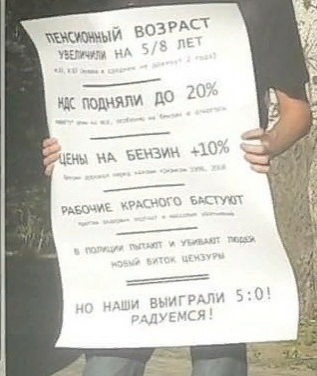 ПЕНСИОННЫЙ ВОЗРАСТ
УВЕЛИЧИЛИ НА 5/8 ЛЕТ
НДС ПОДНЯЛИ ДО 20%
ЦЕНЫ НА БЕНЗИН +10%
РАБОЧИЕ КРАСНОГО БАСТУЮТ
В ПОЛИЦИИ ПЫТАЮТ И УБИВАЮТ ЛЮДЕЙ
НОВЫЙ ВИТОК ЦЕНЗУРЫ
НО НАШИ ВЫИГРАЛИ 5:0!
РАДУЕМСЯ!